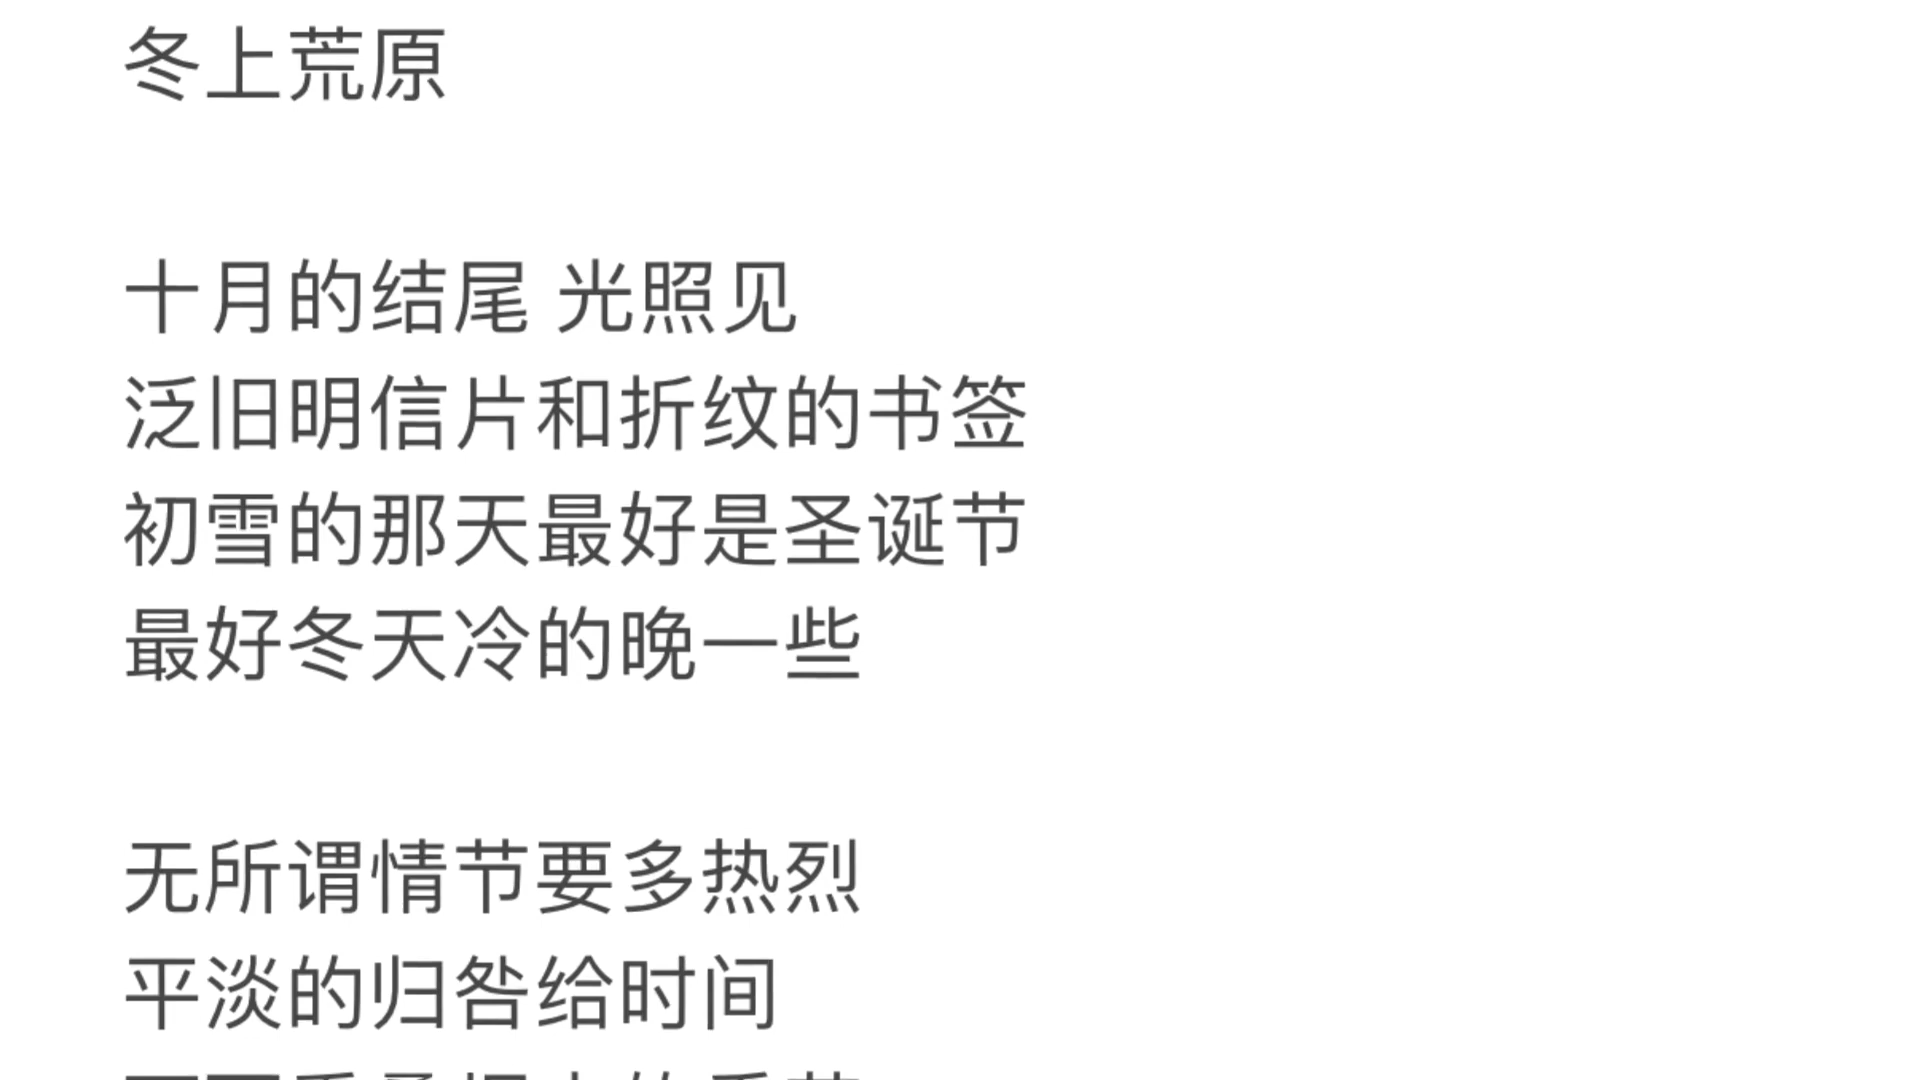 冬上荒原
十月的结尾 光照见
泛旧明信片和折纹的书签
初雪的那天最好是圣诞节
最好冬天冷的晚一些
无所谓情节要多热烈
平淡的归咎给时间